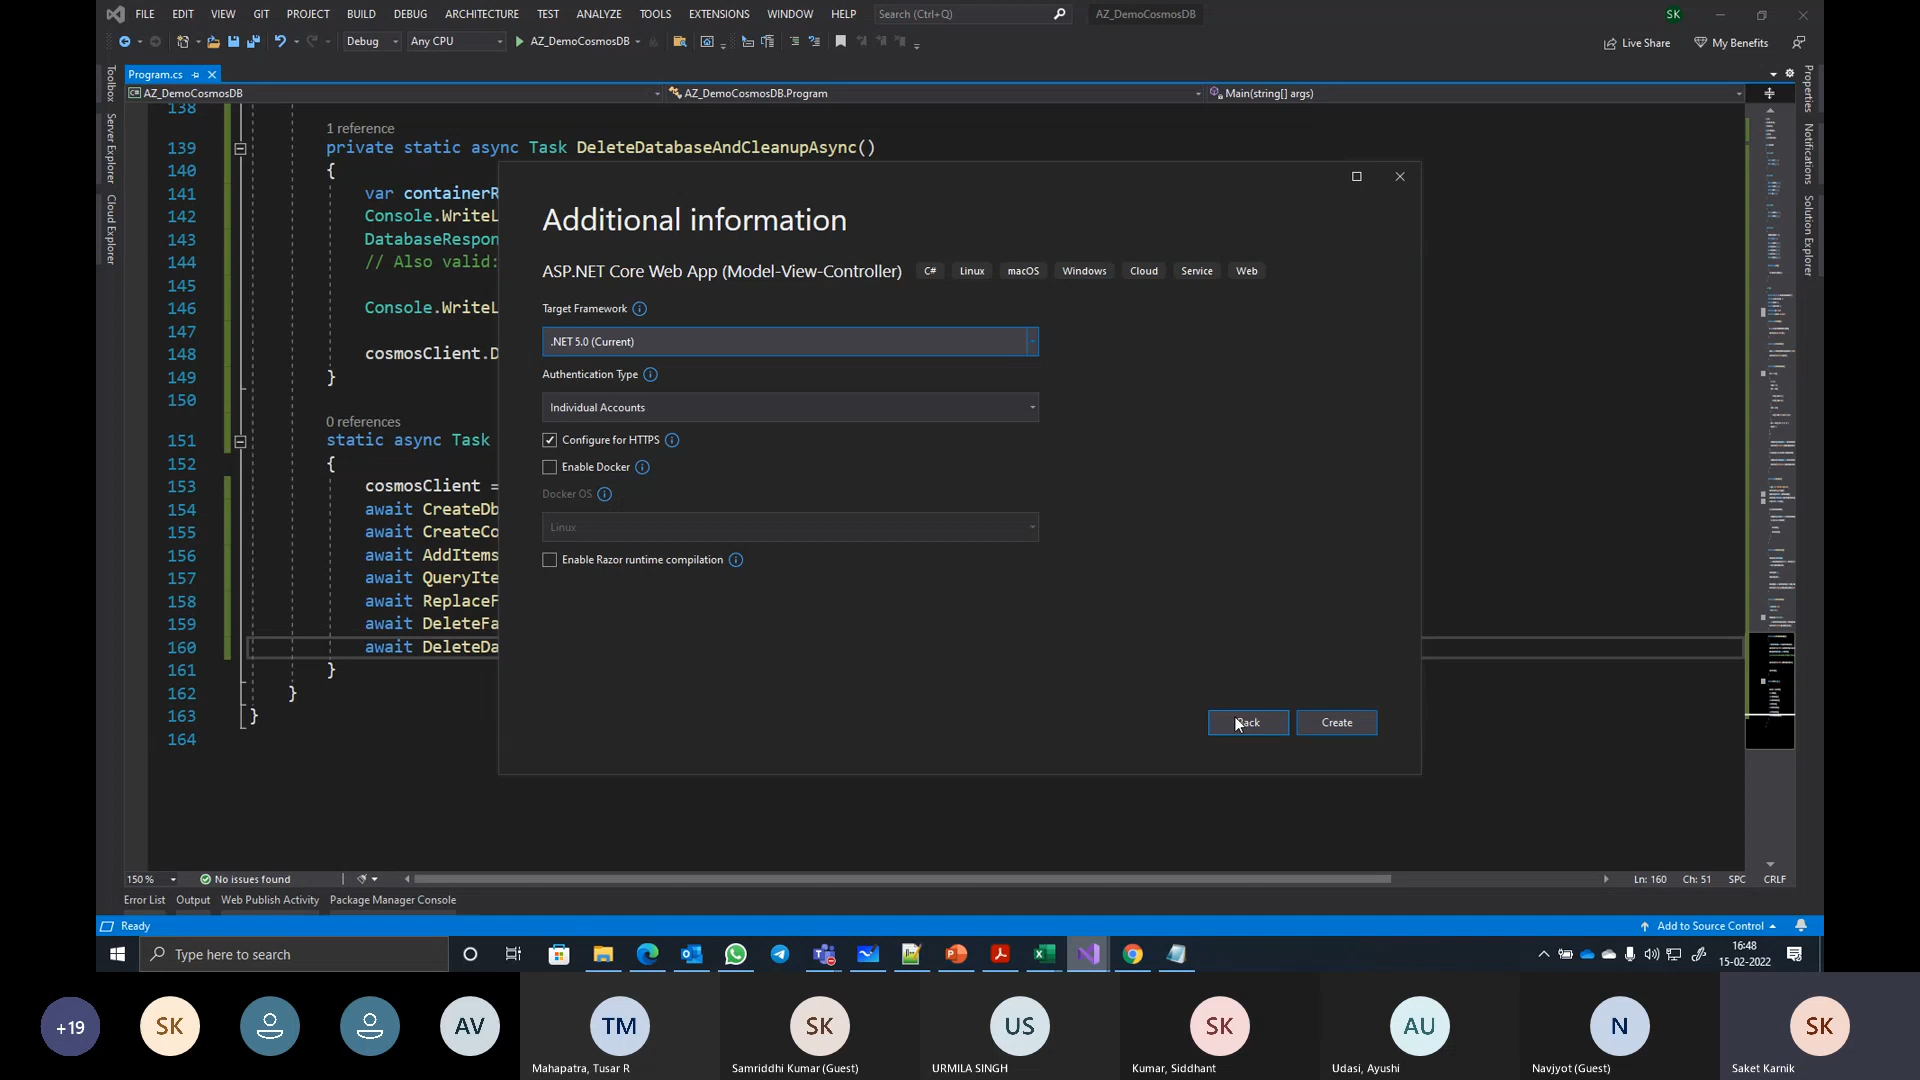 FILE EDIT VIEW GIT PROJECT BUILD DEBUG ARCHITECTURE TEST ANALYZE TOOLS EXTENSIONS WINDOW HELP Search (Ctrl+Q) AZ_DemoCosmosDB SK
Debug Any CPU AZ_DemoCosmosDB Live Share My Benefits
Program.cs
AZ_DemoCosmosDB AZ_DemoCosmosDB.Program Main(string[] args)
Toolbox
Server Explorer
Cloud Explorer
Properties
Notifications
Solution Explorer
138
1 reference
139 private static async Task DeleteDatabaseAndCleanupAsync()
140 {
141 var containerR
142 Console.WriteL
143 DatabaseRespon
144 // Also valid:
145
146 Console.WriteL
147
148 cosmosClient.D
149 }
150
0 references
151 static async Task
152 {
153 cosmosClient =
154 await CreateDb
155 await CreateCo
156 await AddItems
157 await QueryIte
158 await ReplaceF
159 await DeleteFa
160 await DeleteDa
161 }
162 }
163 }
164
Additional information
ASP.NET Core Web App (Model-View-Controller) C# Linux macOS Windows Cloud Service Web
Target Framework
.NET 5.0 (Current)
Authentication Type
Individual Accounts
Configure for HTTPS
Enable Docker
Docker OS
Linux
Enable Razor runtime compilation
Back Create
150 % No issues found Ln: 160 Ch: 51 SPC CRLF
Error List Output Web Publish Activity Package Manager Console
Ready Add to Source Control
Type here to search
16:48
15-02-2022
+19 SK AV TM SK US SK AU N SK
Mahapatra, Tusar R Samriddhi Kumar (Guest) URMILA SINGH Kumar, Siddhant Udasi, Ayushi Navjyot (Guest) Saket Karnik